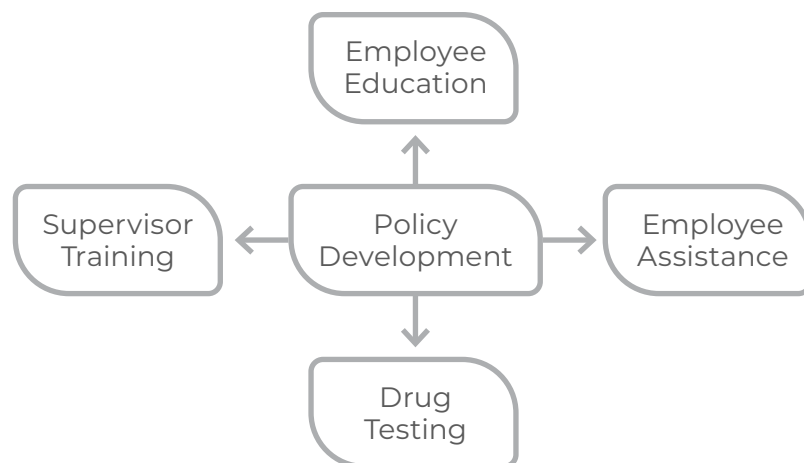 Employee
Education
Supervisor
Training
Policy
Development
Employee
Assistance
Drug
Testing